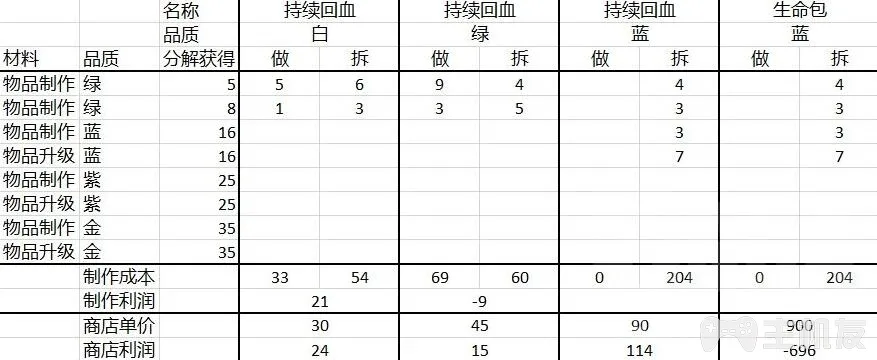 名称 持续回血 持续回血 持续回血 生命包
品质 白 绿 蓝 蓝
材料 品质 分解获得 做 拆 做 拆 做 拆 做 拆
物品制作 绿 5 5 6 9 4 4 4
物品制作 绿 8 1 3 3 5 3 3
物品制作 蓝 16 3 3
物品升级 蓝 16 7 7
物品制作 紫 25
物品升级 紫 25
物品制作 金 35
物品升级 金 35
制作成本 33 54 69 60 0 204 0 204
制作利润 21 -9
商店单价 30 45 90 900
商店利润 24 15 114 -696
主机友